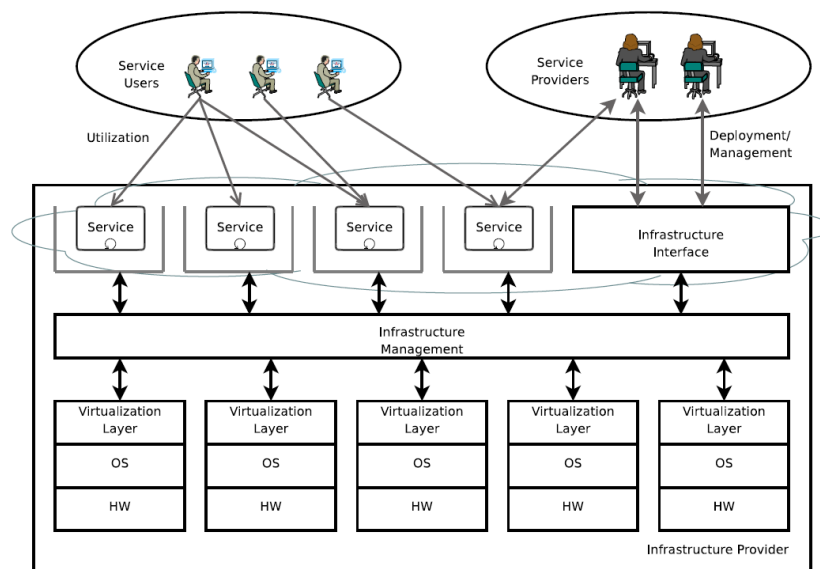 Service
Users
Service
Providers
Utilization
Deployment/
Management
Service
Service
Service
Service
Infrastructure
Interface
Infrastructure
Management
Virtualization
Layer
Virtualization
Layer
Virtualization
Layer
Virtualization
Layer
Virtualization
Layer
OS
OS
OS
OS
OS
HW
HW
HW
HW
HW
Infrastructure Provider